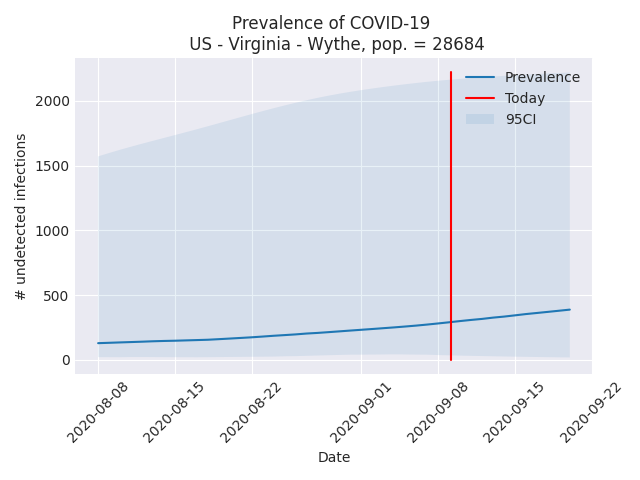 Prevalence of COVID-19
US - Virginia - Wythe, pop. = 28684
Prevalence
Today
95CI
# undetected infections
2000
1500
1000
500
0
2020-08-08
2020-08-15
2020-08-22
2020-09-01
2020-09-08
2020-09-15
2020-09-22
Date